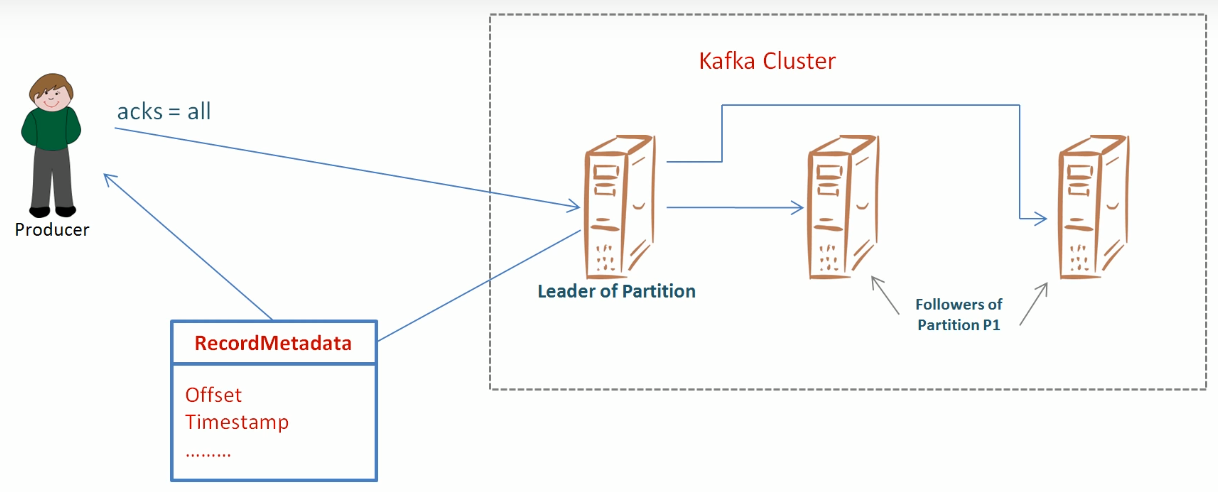 Kafka Cluster
acks = all
Producer
Leader of Partition
Followers of
Partition P1
RecordMetadata
Offset
Timestamp
.........